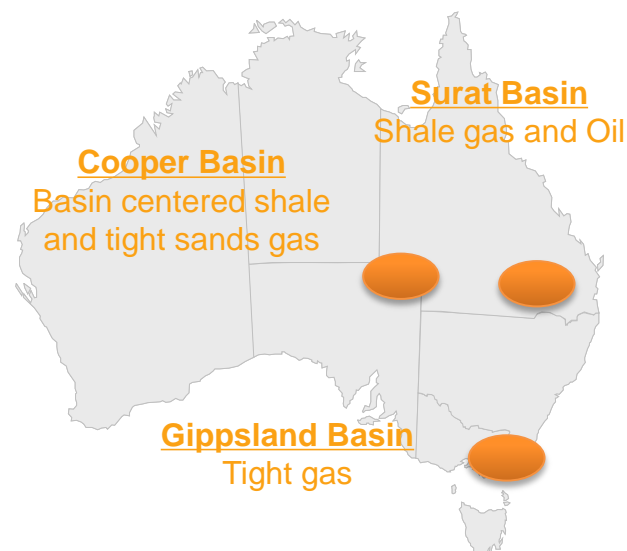 Surat Basin
Shale gas and Oil
Cooper Basin
Basin centered shale
and tight sands gas
Gippsland Basin
Tight gas